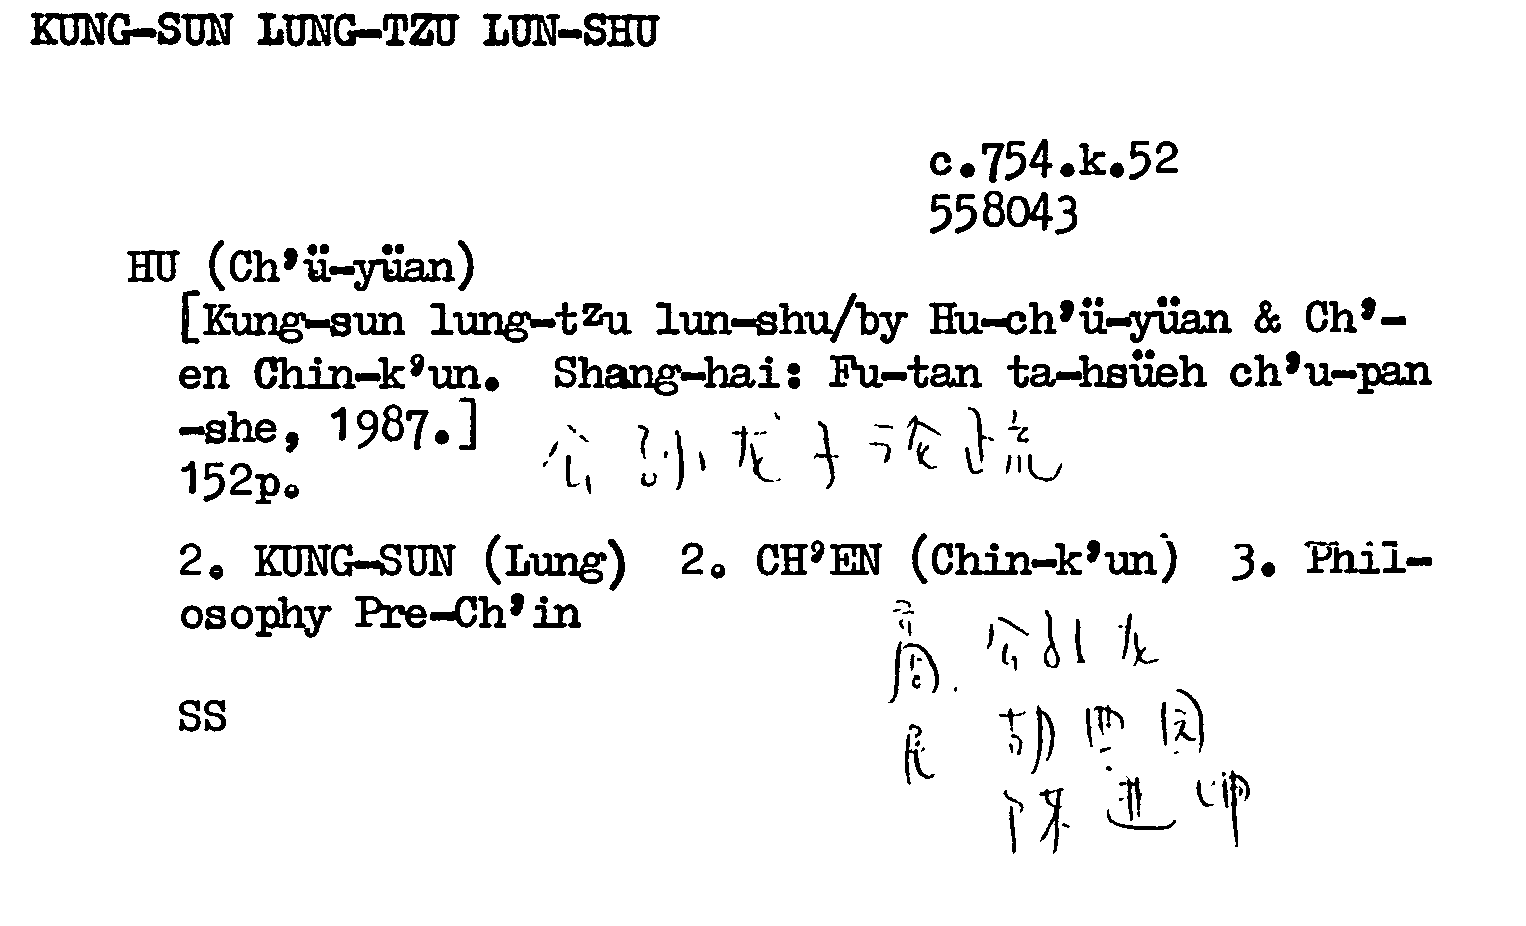 KUNG-SUN LUNG-TZU LUN-SHU
c.754.k.52
558043
HU (Ch'ü-yüan)
[Kung-sun lung-tzu lun-shu/by Hu-ch'ü-yüan & Ch'-
en Chin-k'un. Shang-hai: Fu-tan ta-hsüeh ch'u-pan
-she, 1987.]
公孙龙子论疏
152p.
2. KUNG-SUN (Lung) 2. CH'EN (Chin-k'un) 3. Phil-
osophy Pre-Ch'in
公孙龙
SS
胡曲园
陈进坤